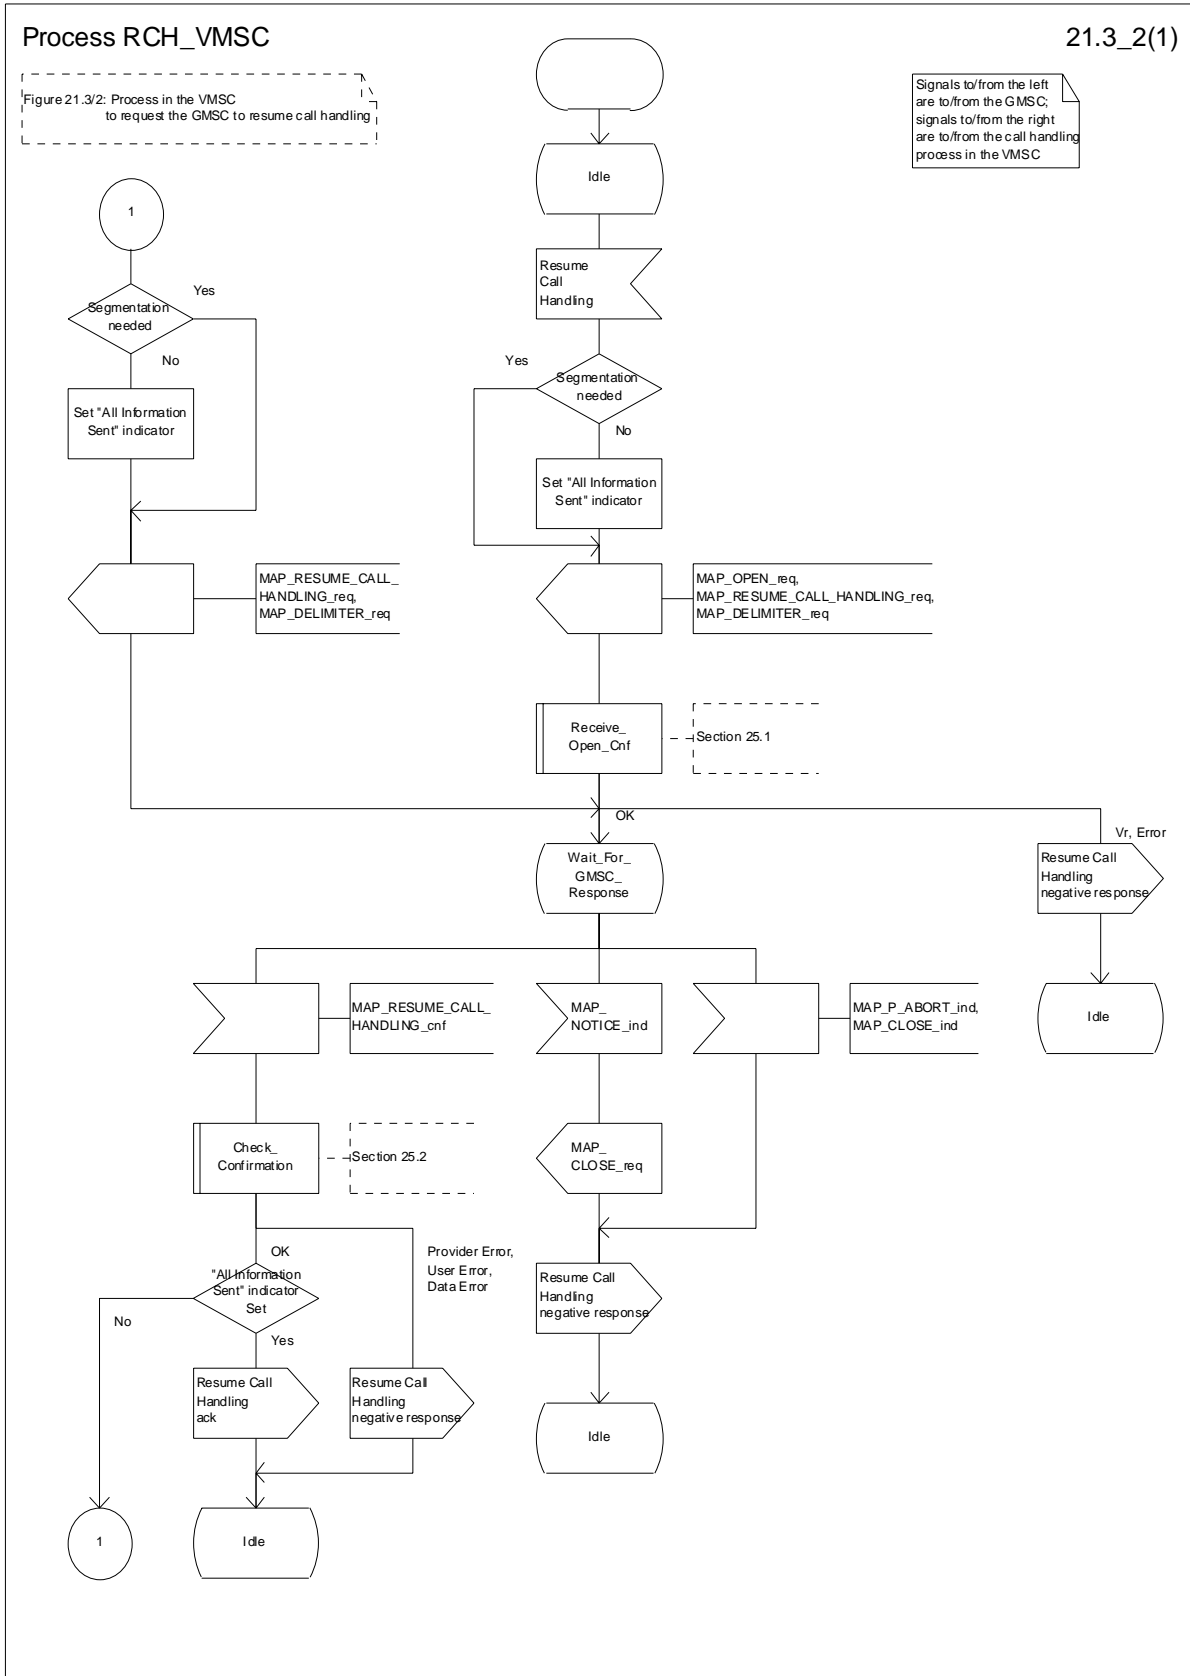 Process RCH_VMSC
21.3_2(1)
Figure 21.3/2: Process in the VMSC
to request the GMSC to resume call handling
Signals to/from the left
are to/from the GMSC;
signals to/from the right
are to/from the call handling
process in the VMSC
Idle
1
Resume
Call
Handling
Yes
Segmentation
needed
No
Yes
Segmentation
needed
No
Set "All Information
Sent" indicator
Set "All Information
Sent" indicator
MAP_RESUME_CALL_
HANDLING_req,
MAP_DELIMITER_req
MAP_OPEN_req,
MAP_RESUME_CALL_HANDLING_req,
MAP_DELIMITER_req
Receive_
Open_Cnf
Section 25.1
OK
Vr, Error
Wait_For_
GMSC_
Response
Resume Call
Handling
negative response
MAP_RESUME_CALL_
HANDLING_cnf
MAP_
NOTICE_ind
MAP_P_ABORT_ind,
MAP_CLOSE_ind
Idle
Check_
Confirmation
Section 25.2
MAP_
CLOSE_req
OK
Provider Error,
User Error,
Data Error
"All Information
Sent" indicator
Set
Resume Call
Handling
negative response
No
Yes
Resume Call
Handling
ack
Resume Call
Handling
negative response
Idle
1
Idle